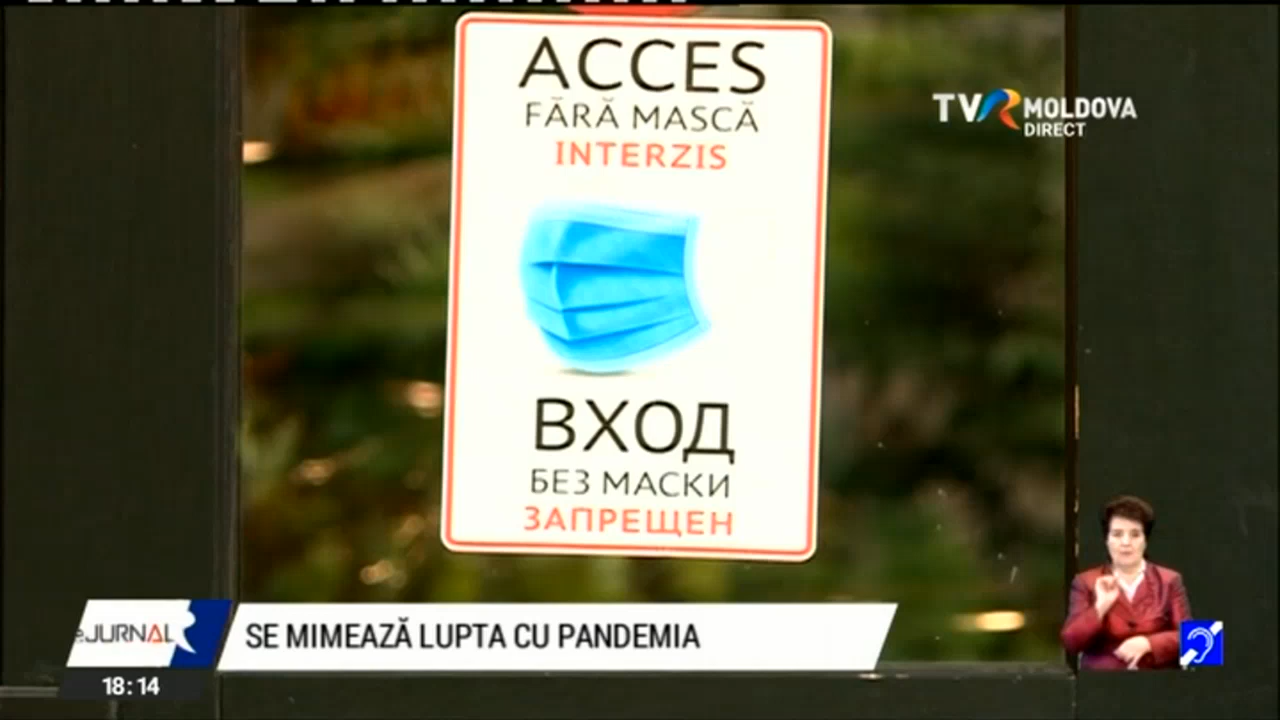 ACCES
FĂRĂ MASCĂ
INTERZIS
TVR MOLDOVA
DIRECT
ВХОД
БЕЗ МАСКИ
ЗАПРЕЩЕН
eJURNAL
SE MIMEAZĂ LUPTA CU PANDEMIA
18:14